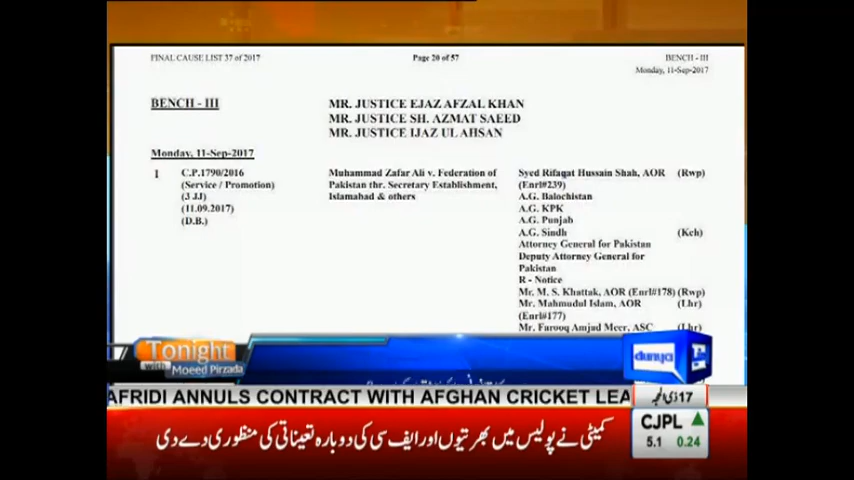 FINAL CAUSE LIST 37 of 2017
Page 20 of 57
BENCH - III
Monday, 11-Sep-2017
BENCH - III
MR. JUSTICE EJAZ AFZAL KHAN
MR. JUSTICE SH. AZMAT SAEED
MR. JUSTICE IJAZ UL AHSAN
Monday, 11-Sep-2017
1
C.P.1790/2016
(Service / Promotion)
(3 JJ)
(11.09.2017)
(D.B.)
Muhammad Zafar Ali v. Federation of
Pakistan thr. Secretary Establishment,
Islamabad & others
Syed Rifaqat Hussain Shah, AOR (Rwp)
(Enrl#239)
A.G. Balochistan
A.G. KPK
A.G. Punjab
A.G. Sindh (Kch)
Attorney General for Pakistan
Deputy Attorney General for
Pakistan
R - Notice
Mr. M. S. Khattak, AOR (Enrl#178) (Rwp)
Mr. Mahmudul Islam, AOR (Lhr)
(Enrl#177)
Mr. Farooq Amjad Meer, ASC (Lhr)
Tonight
with Moeed Pirzada
dunya
AFRIDI ANNULS CONTRACT WITH AFGHAN CRICKET LEA
17 ذی الحجہ
کمیٹی نے پولیس میں بھرتیوں اور ایف سی کی دوبارہ تعیناتی کی منظوری دے دی
CJPL
5.1 0.24